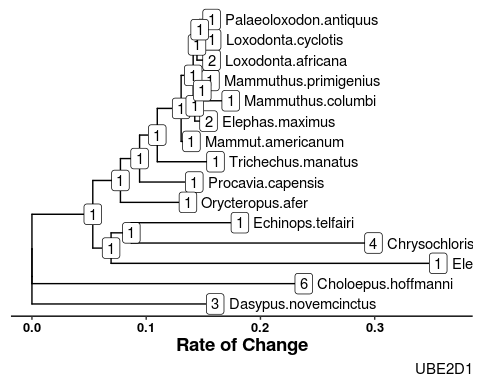 1 Palaeoloxodon.antiquus
1
1 Loxodonta.cyclotis
1
2 Loxodonta.africana
1
1 Mammuthus.primigenius
1
1 Mammuthus.columbi
1 1
2 Elephas.maximus
1
1 Mammut.americanum
1
1 Trichechus.manatus
1
1 Procavia.capensis
1
1 Orycteropus.afer
1
1 Echinops.telfairi
1
4 Chrysochloris
1
1 Ele
6 Choloepus.hoffmanni
3 Dasypus.novemcinctus
0.0 0.1 0.2 0.3
Rate of Change
UBE2D1